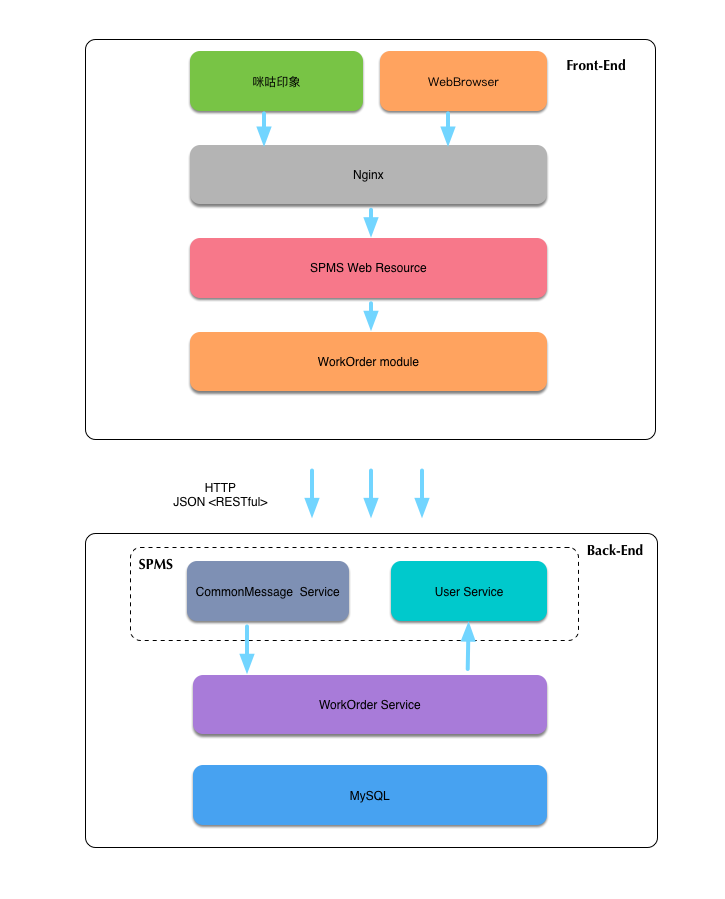 Front-End
咪咕印象
WebBrowser
Nginx
SPMS Web Resource
WorkOrder module
HTTP
JSON <RESTful>
Back-End
SPMS
CommonMessage  Service
User Service
WorkOrder Service
MySQL